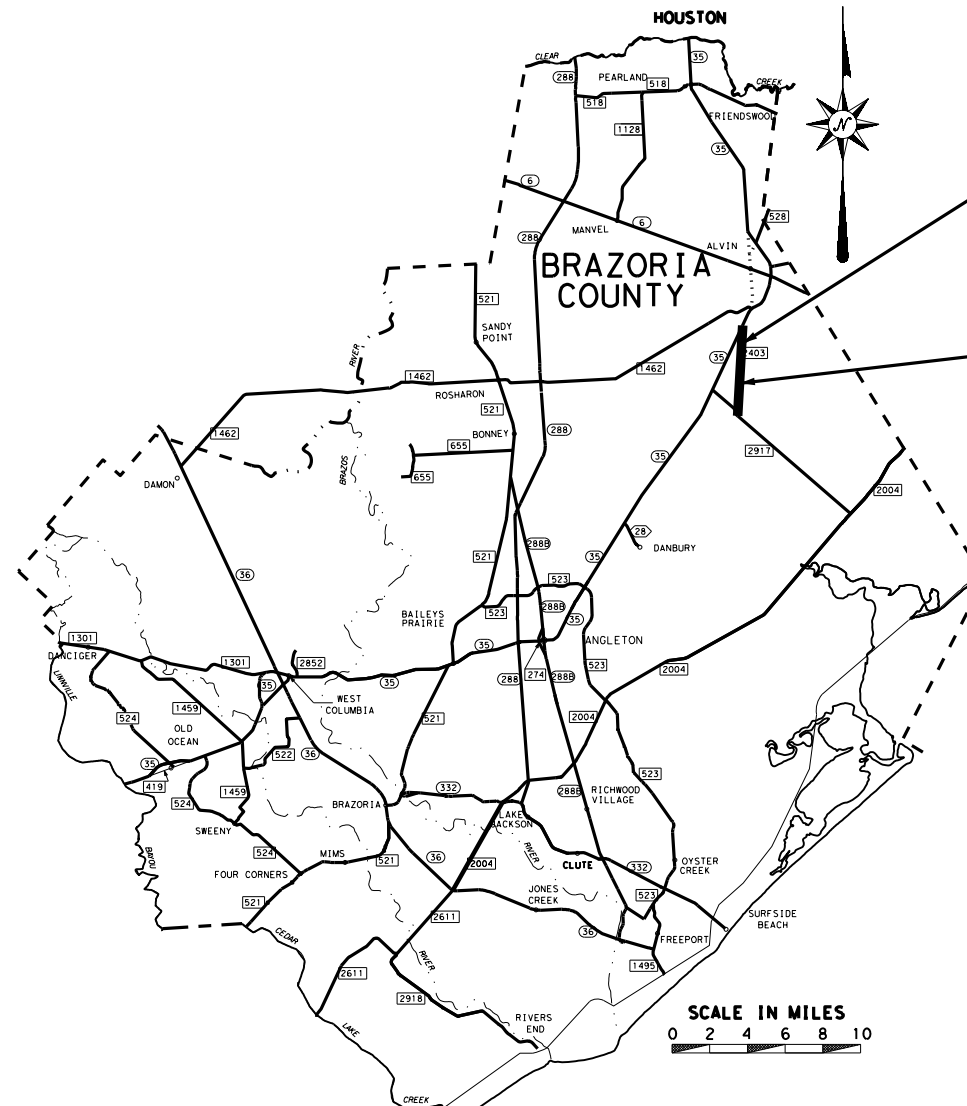 HOUSTON
CLEAR
35
288
PEARLAND
518
CREEK
518
1128
FRIENDSWOOD
35
N
6
528
MANVEL
6
288
ALVIN
BRAZORIA
COUNTY
521
SANDY
POINT
RIVER
35
2403
1462
1462
ROSHARON
521
1462
BONNEY
288
655
BRAZOS
35
2917
655
DAMON
2004
28
288B
DANBURY
521
36
523
BAILEYS
PRAIRIE
523
288B
35
1301
35
ANGLETON
DANCIGER
1301
2852
523
LINNVILLE
35
35
288
274
288B
2004
WEST
COLUMBIA
524
1459
521
2004
OLD
OCEAN
522
36
35
523
419
1459
332
288B
RICHWOOD
VILLAGE
524
BRAZORIA
LAKE
JACKSON
SWEENY
RIVER
524
MIMS
36
2004
CLUTE
332
OYSTER
CREEK
BAYOU
521
FOUR CORNERS
JONES
CREEK
523
521
2611
SURFSIDE
BEACH
CEDAR
36
FREEPORT
RIVER
1495
2611
2918
RIVERS
END
LAKE
SCALE IN MILES
0 2 4 6 8 10
CREEK